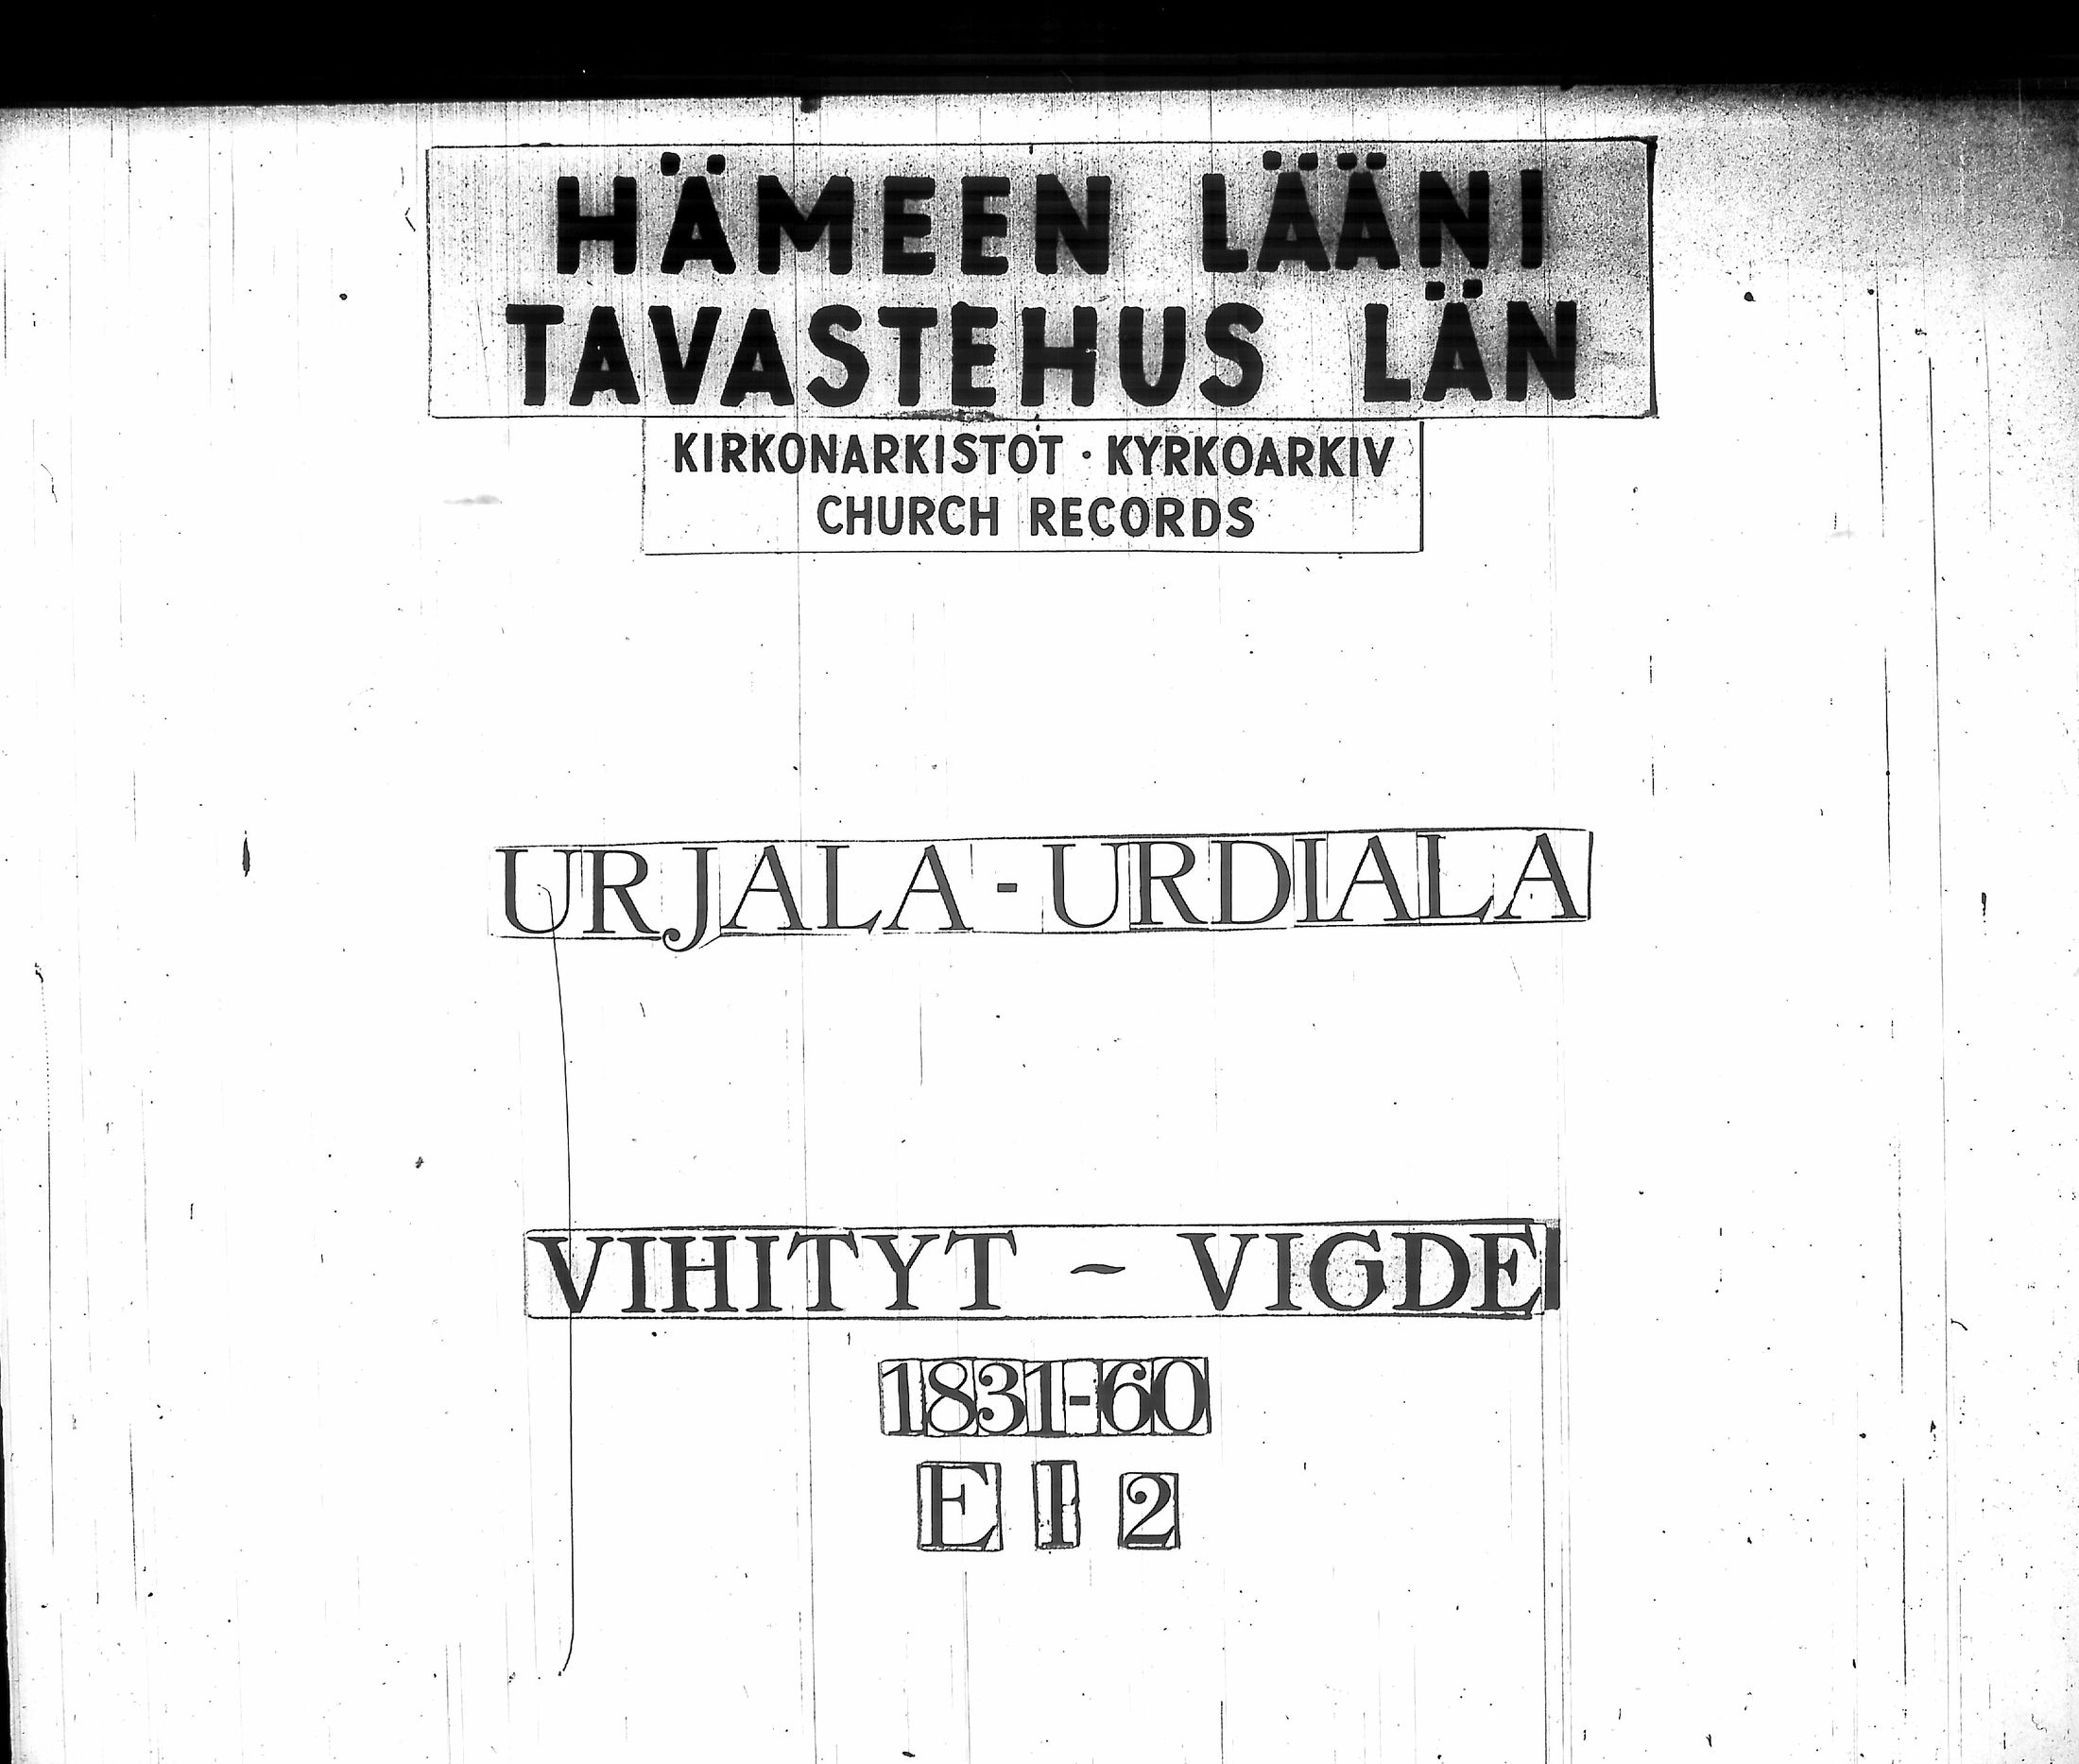 HÄMEEN LÄÄNI
TAVASTEHUS LÄN
KIRKONARKISTOT · KYRKOARKIV
CHURCH RECORDS
URJALA - URDIALA
VIHITYT ~ VIGDE
1831-60
E I 2